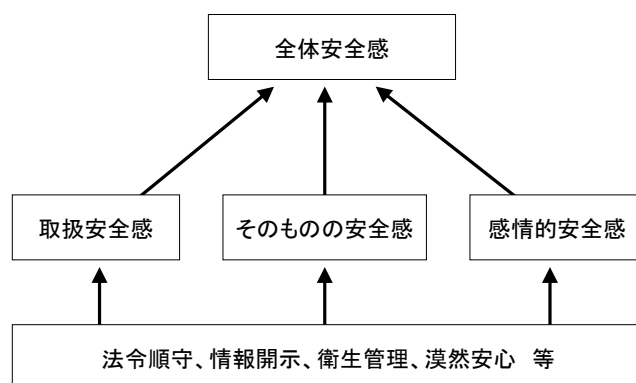 全体安全感
取扱安全感
そのものの安全感
感情的安全感
法令順守、情報開示、衛生管理、漠然安心　等